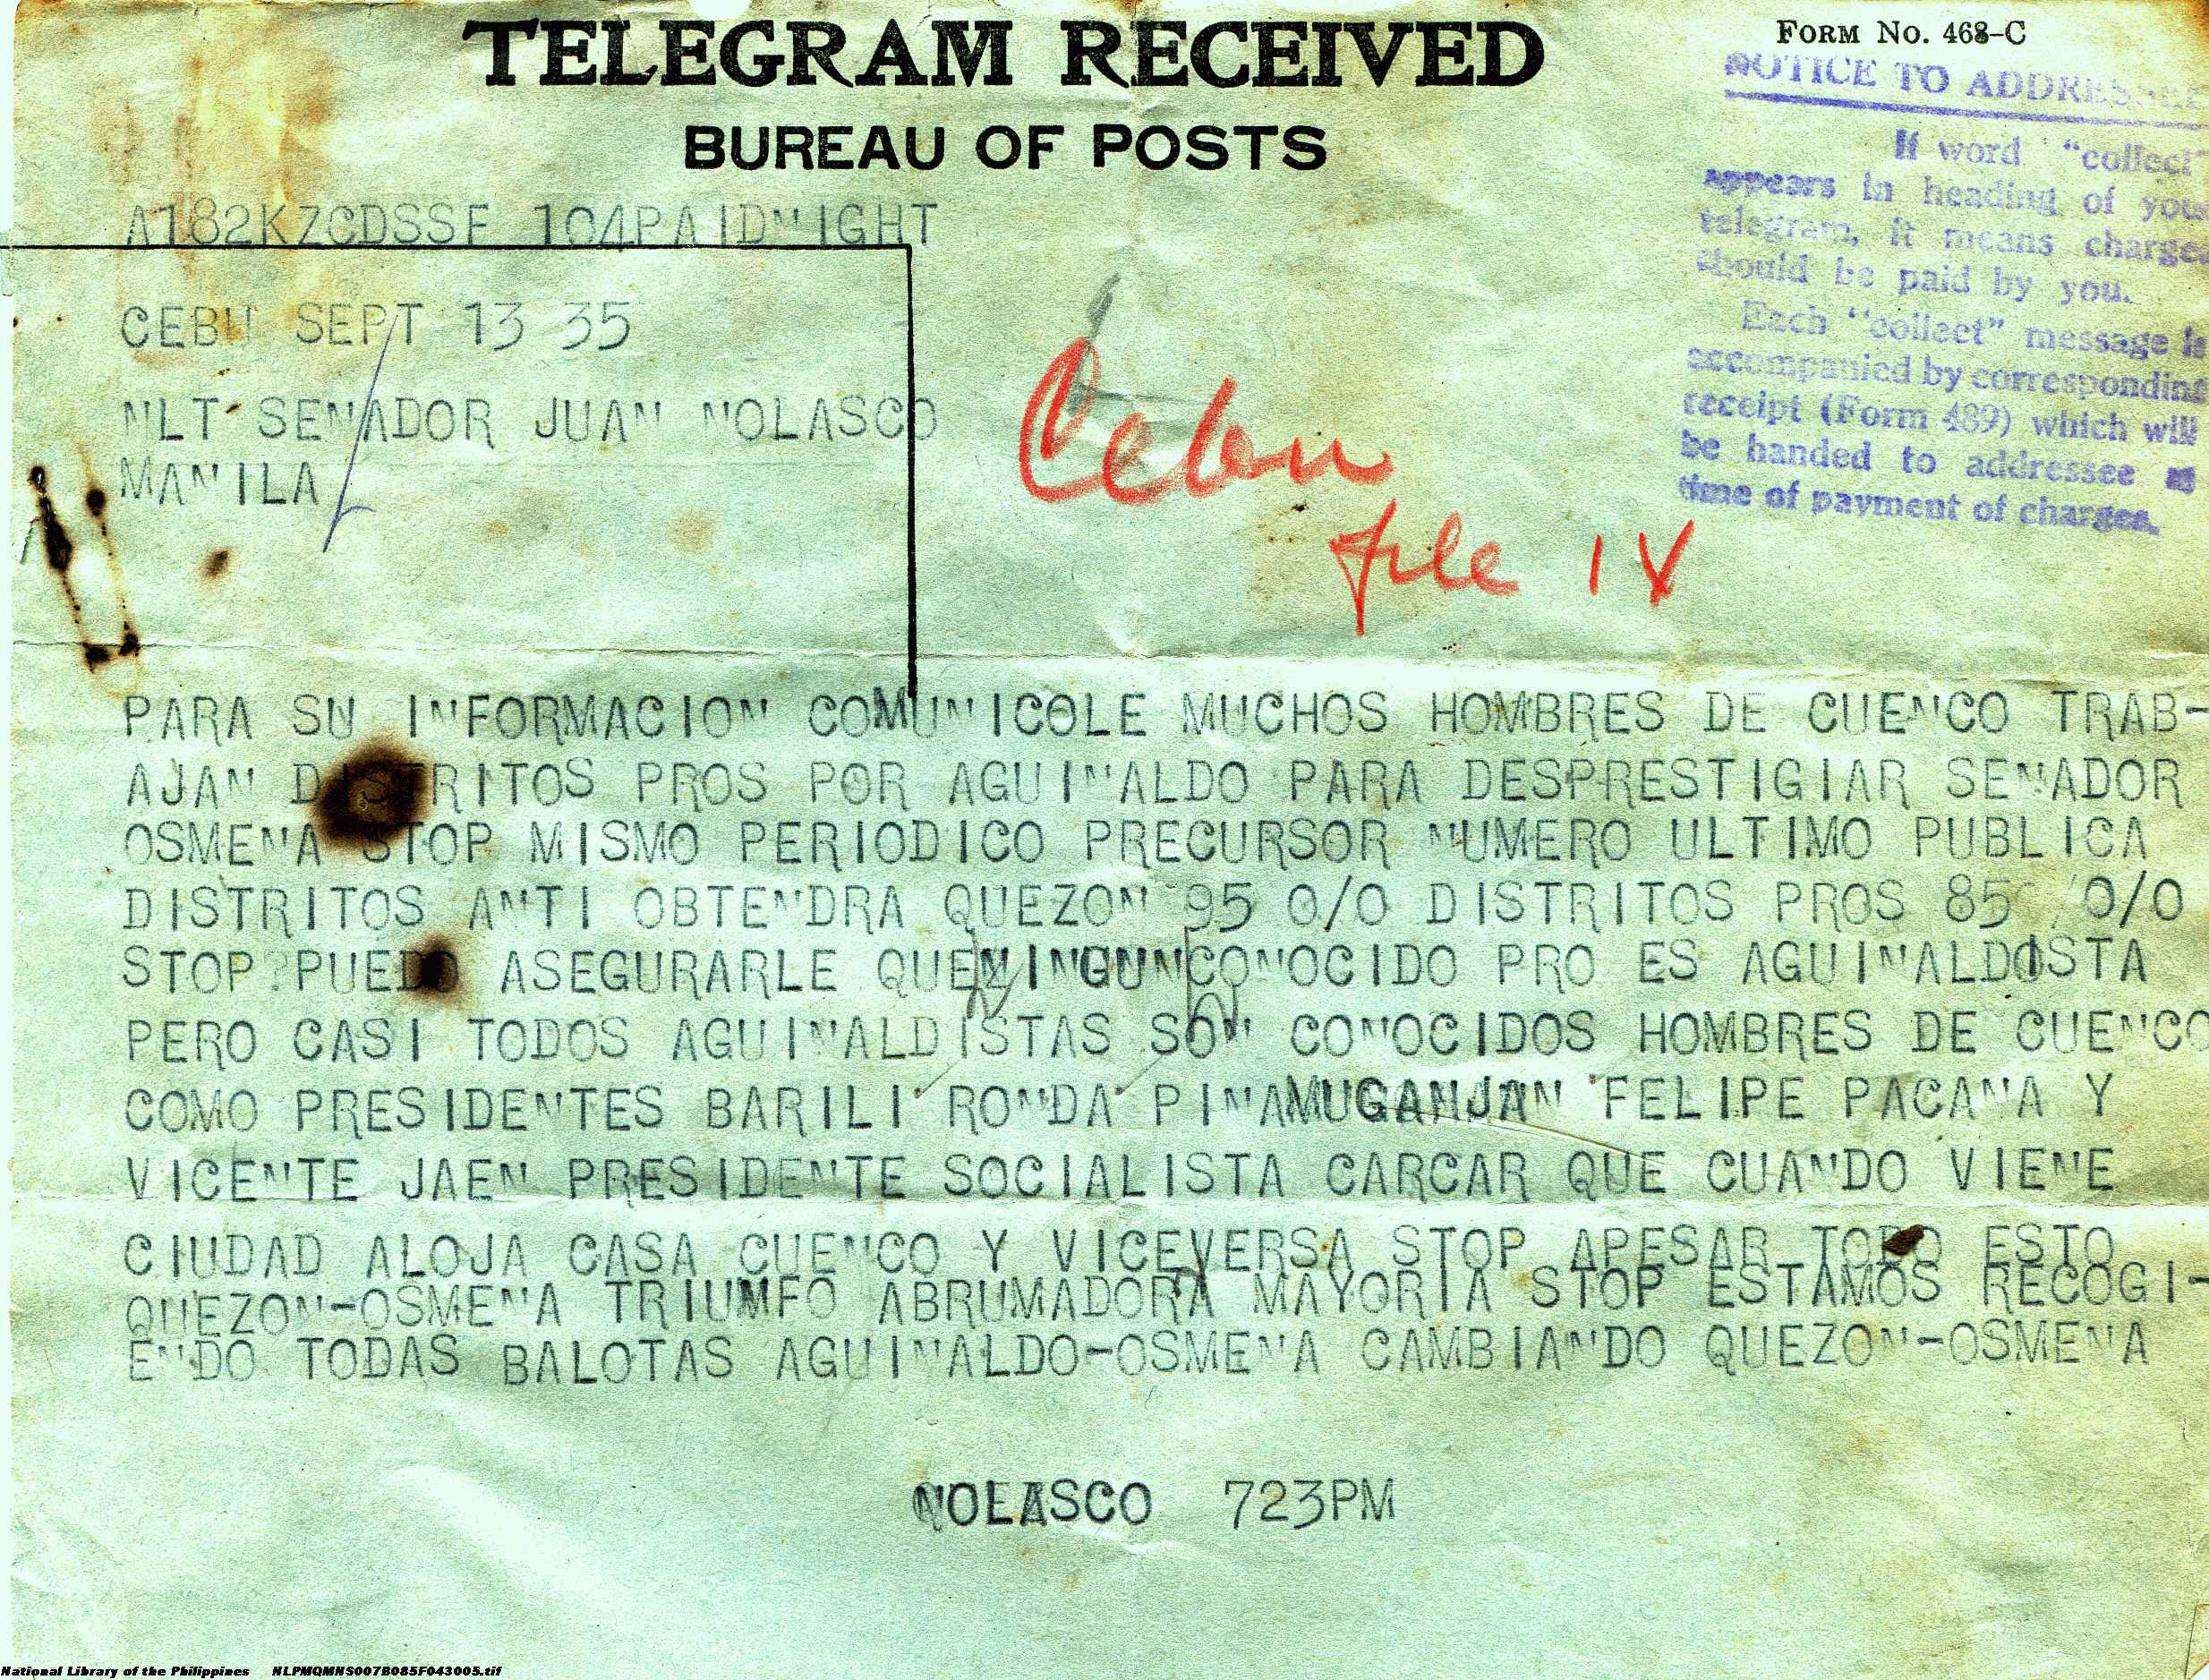 TELEGRAM RECEIVED
BUREAU OF POSTS
FORM NO. 468-C
NOTICE TO ADDRESSEE
If word "collect"
appears in heading of your
telegram, it means charges
should be paid by you.
Each "collect" message is
accompanied by corresponding
receipt (Form 489) which will
be handed to addressee at
time of payment of charges.
A182KZCDSSF 104PAIDNIGHT
CEBU SEPT 13 35
NLT SENADOR JUAN NOLASCO
MANILA
Cebu
file IX
PARA SU INFORMACION COMUNICOLE MUCHOS HOMBRES DE CUENCO TRAB-
AJAN DISTRITOS PROS POR AGUINALDO PARA DESPRESTIGIAR SENADOR
OSMENA STOP MISMO PERIODICO PRECURSOR NUMERO ULTIMO PUBLICA
DISTRITOS ANTI OBTENDRA QUEZON 95 0/0 DISTRITOS PROS 85 0/0
STOP PUEDO ASEGURARLE QUENINGUNCONOCIDO PRO ES AGUINALDISTA
PERO CASI TODOS AGUINALDISTAS SON CONOCIDOS HOMBRES DE CUENCO
COMO PRESIDENTES BARILI RONDA PINAMUGANJAN FELIPE PACANA Y
VICENTE JAEN PRESIDENTE SOCIALISTA CARCAR QUE CUANDO VIENE
CIUDAD ALOJA CASA CUENCO Y VICEVERSA STOP APESAR TODO ESTO
QUEZON-OSMENA TRIUMFO ABRUMADORA MAYORIA STOP ESTAMOS RECOGI-
ENDO TODAS BALOTAS AGUINALDO-OSMENA CAMBIANDO QUEZON-OSMENA
NOLASCO 723PM
National Library of the Philippines NLPMQMNS007B085F043005.tif